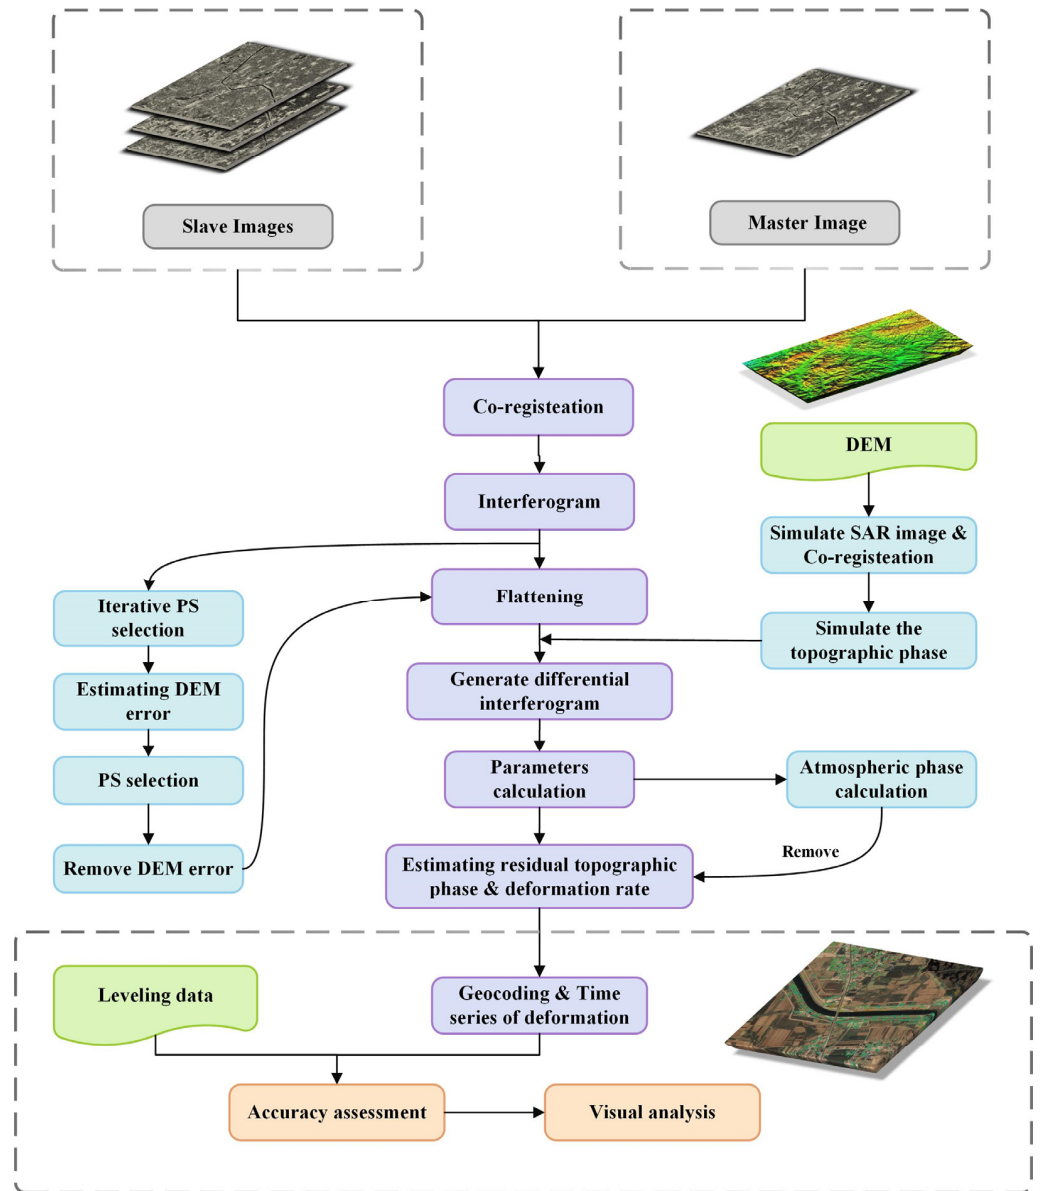 Slave Images
Master Image
Co-registeation
DEM
Interferogram
Simulate SAR image &
Co-registeation
Iterative PS
selection
Flattening
Simulate the
topographic phase
Estimating DEM
error
Generate differential
interferogram
PS selection
Parameters
calculation
Atmospheric phase
calculation
Remove DEM error
Estimating residual topographic
phase & deformation rate
Remove
Leveling data
Geocoding & Time
series of deformation
Accuracy assessment
Visual analysis